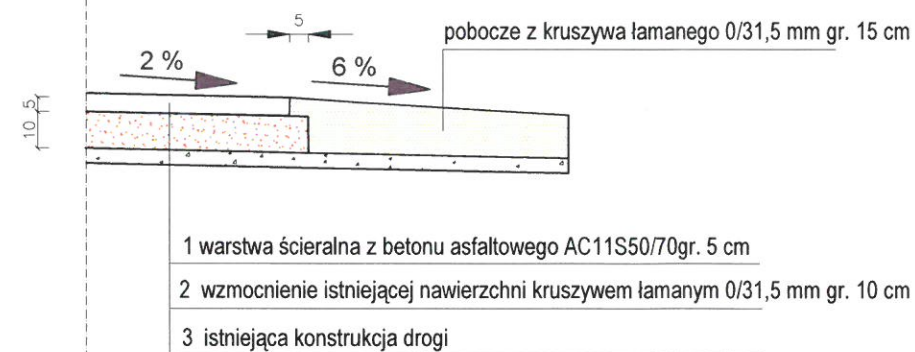 5
pobocze z kruszywa łamanego 0/31,5 mm gr. 15 cm
2 %
6 %
5
10
1 warstwa ścieralna z betonu asfaltowego AC11S50/70gr. 5 cm
2 wzmocnienie istniejącej nawierzchni kruszywem łamanym 0/31,5 mm gr. 10 cm
3 istniejąca konstrukcja drogi